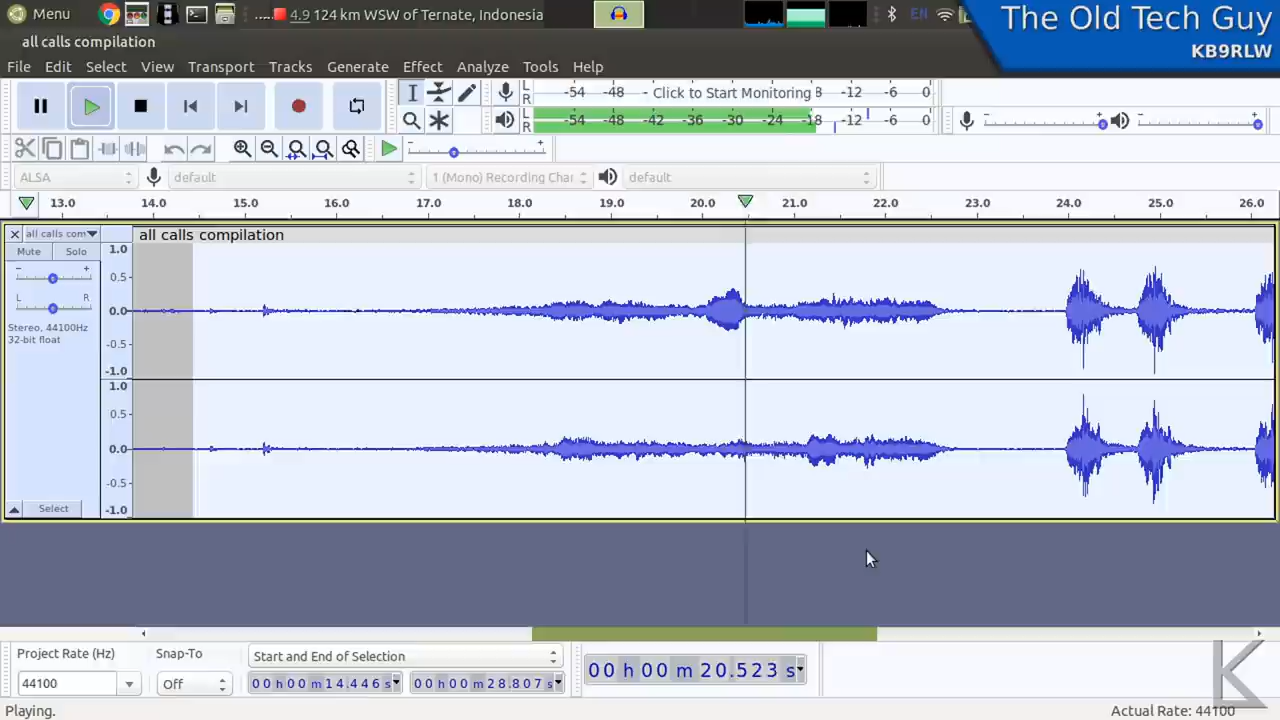 Menu
4.9 124 km WSW of Ternate, Indonesia
EN
The Old Tech Guy
KB9RLW
all calls compilation
File Edit Select View Transport Tracks Generate Effect Analyze Tools Help
L R -54 -48 - Click to Start Monitoring 8 -12 -6 0
L R -54 -48 -42 -36 -30 -24 -18 -12 -6 0
ALSA default 1 (Mono) Recording Char default
13.0 14.0 15.0 16.0 17.0 18.0 19.0 20.0 21.0 22.0 23.0 24.0 25.0 26.0
all calls com
all calls compilation
Mute Solo
L R
Stereo, 44100Hz
32-bit float
1.0
0.5
0.0
-0.5
-1.0
1.0
0.5
0.0
-0.5
-1.0
Select
Project Rate (Hz) Snap-To Start and End of Selection
44100 Off 00 h 00 m 14.446 s 00 h 00 m 28.807 s
00 h 00 m 20.523 s
K
Playing. Actual Rate: 44100